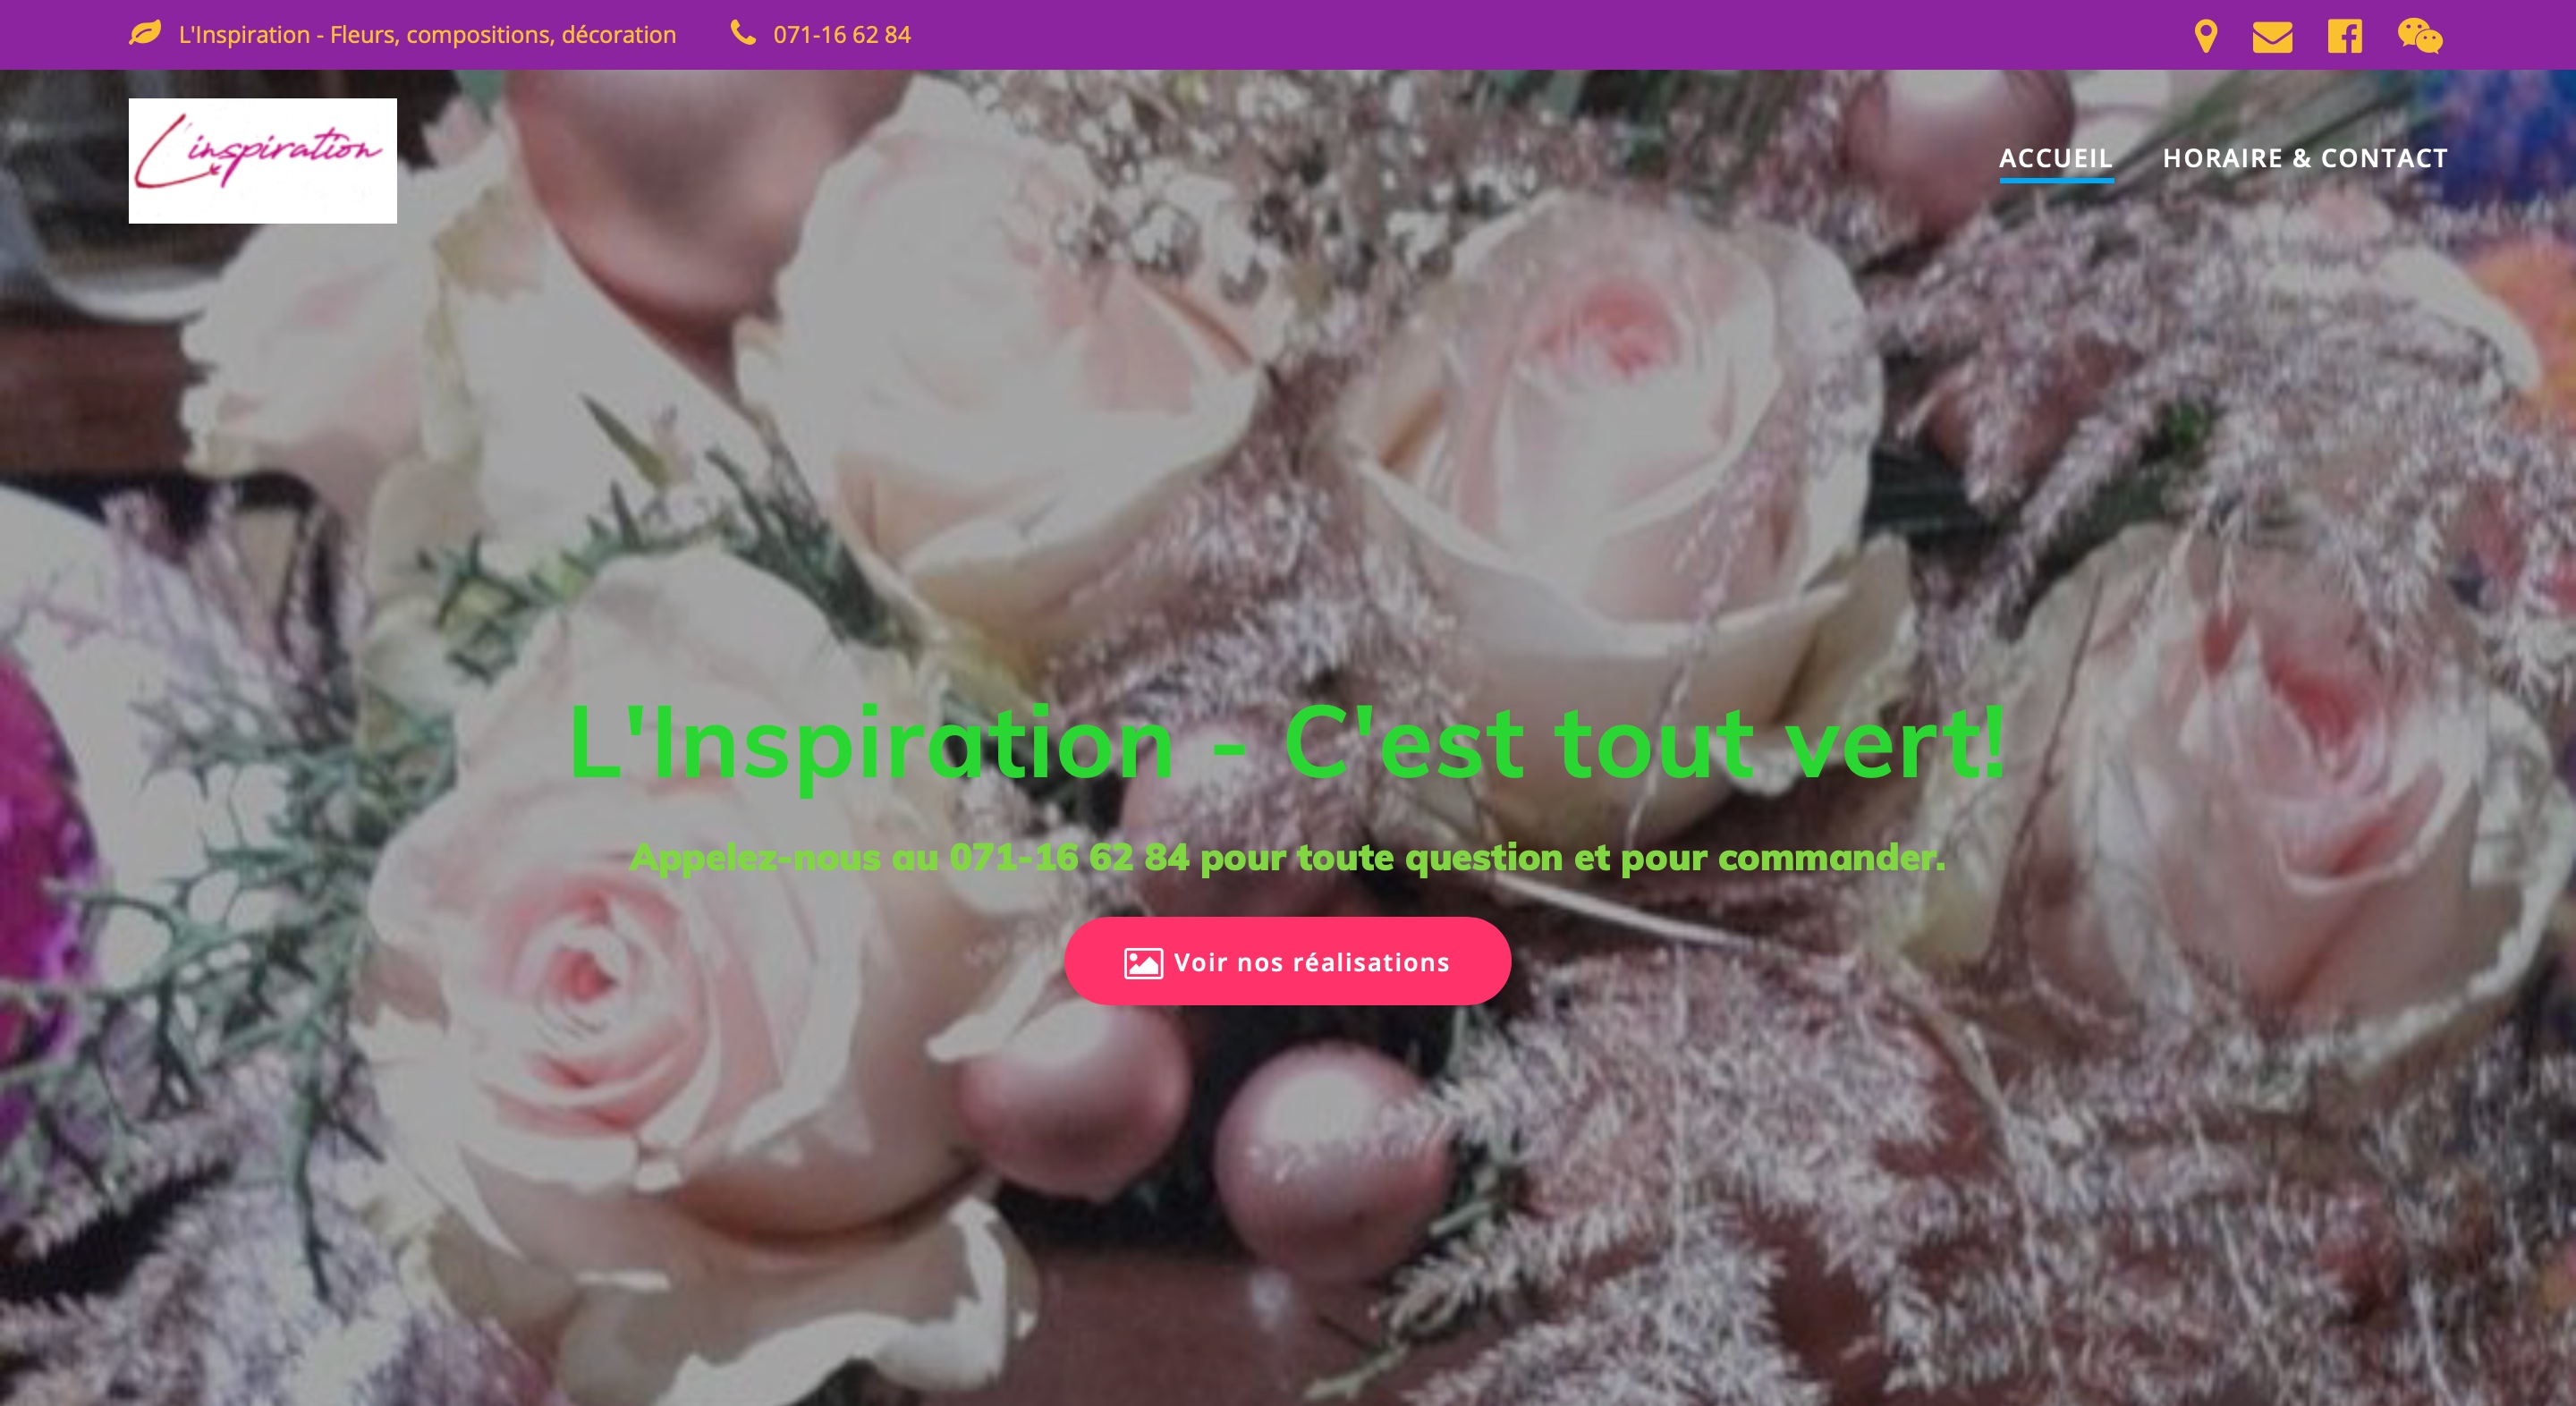 L'Inspiration - Fleurs, compositions, décoration 071-16 62 84
L'inspiration
ACCUEIL HORAIRE & CONTACT
L'Inspiration - C'est tout vert!
Appelez-nous au 071-16 62 84 pour toute question et pour commander.
Voir nos réalisations